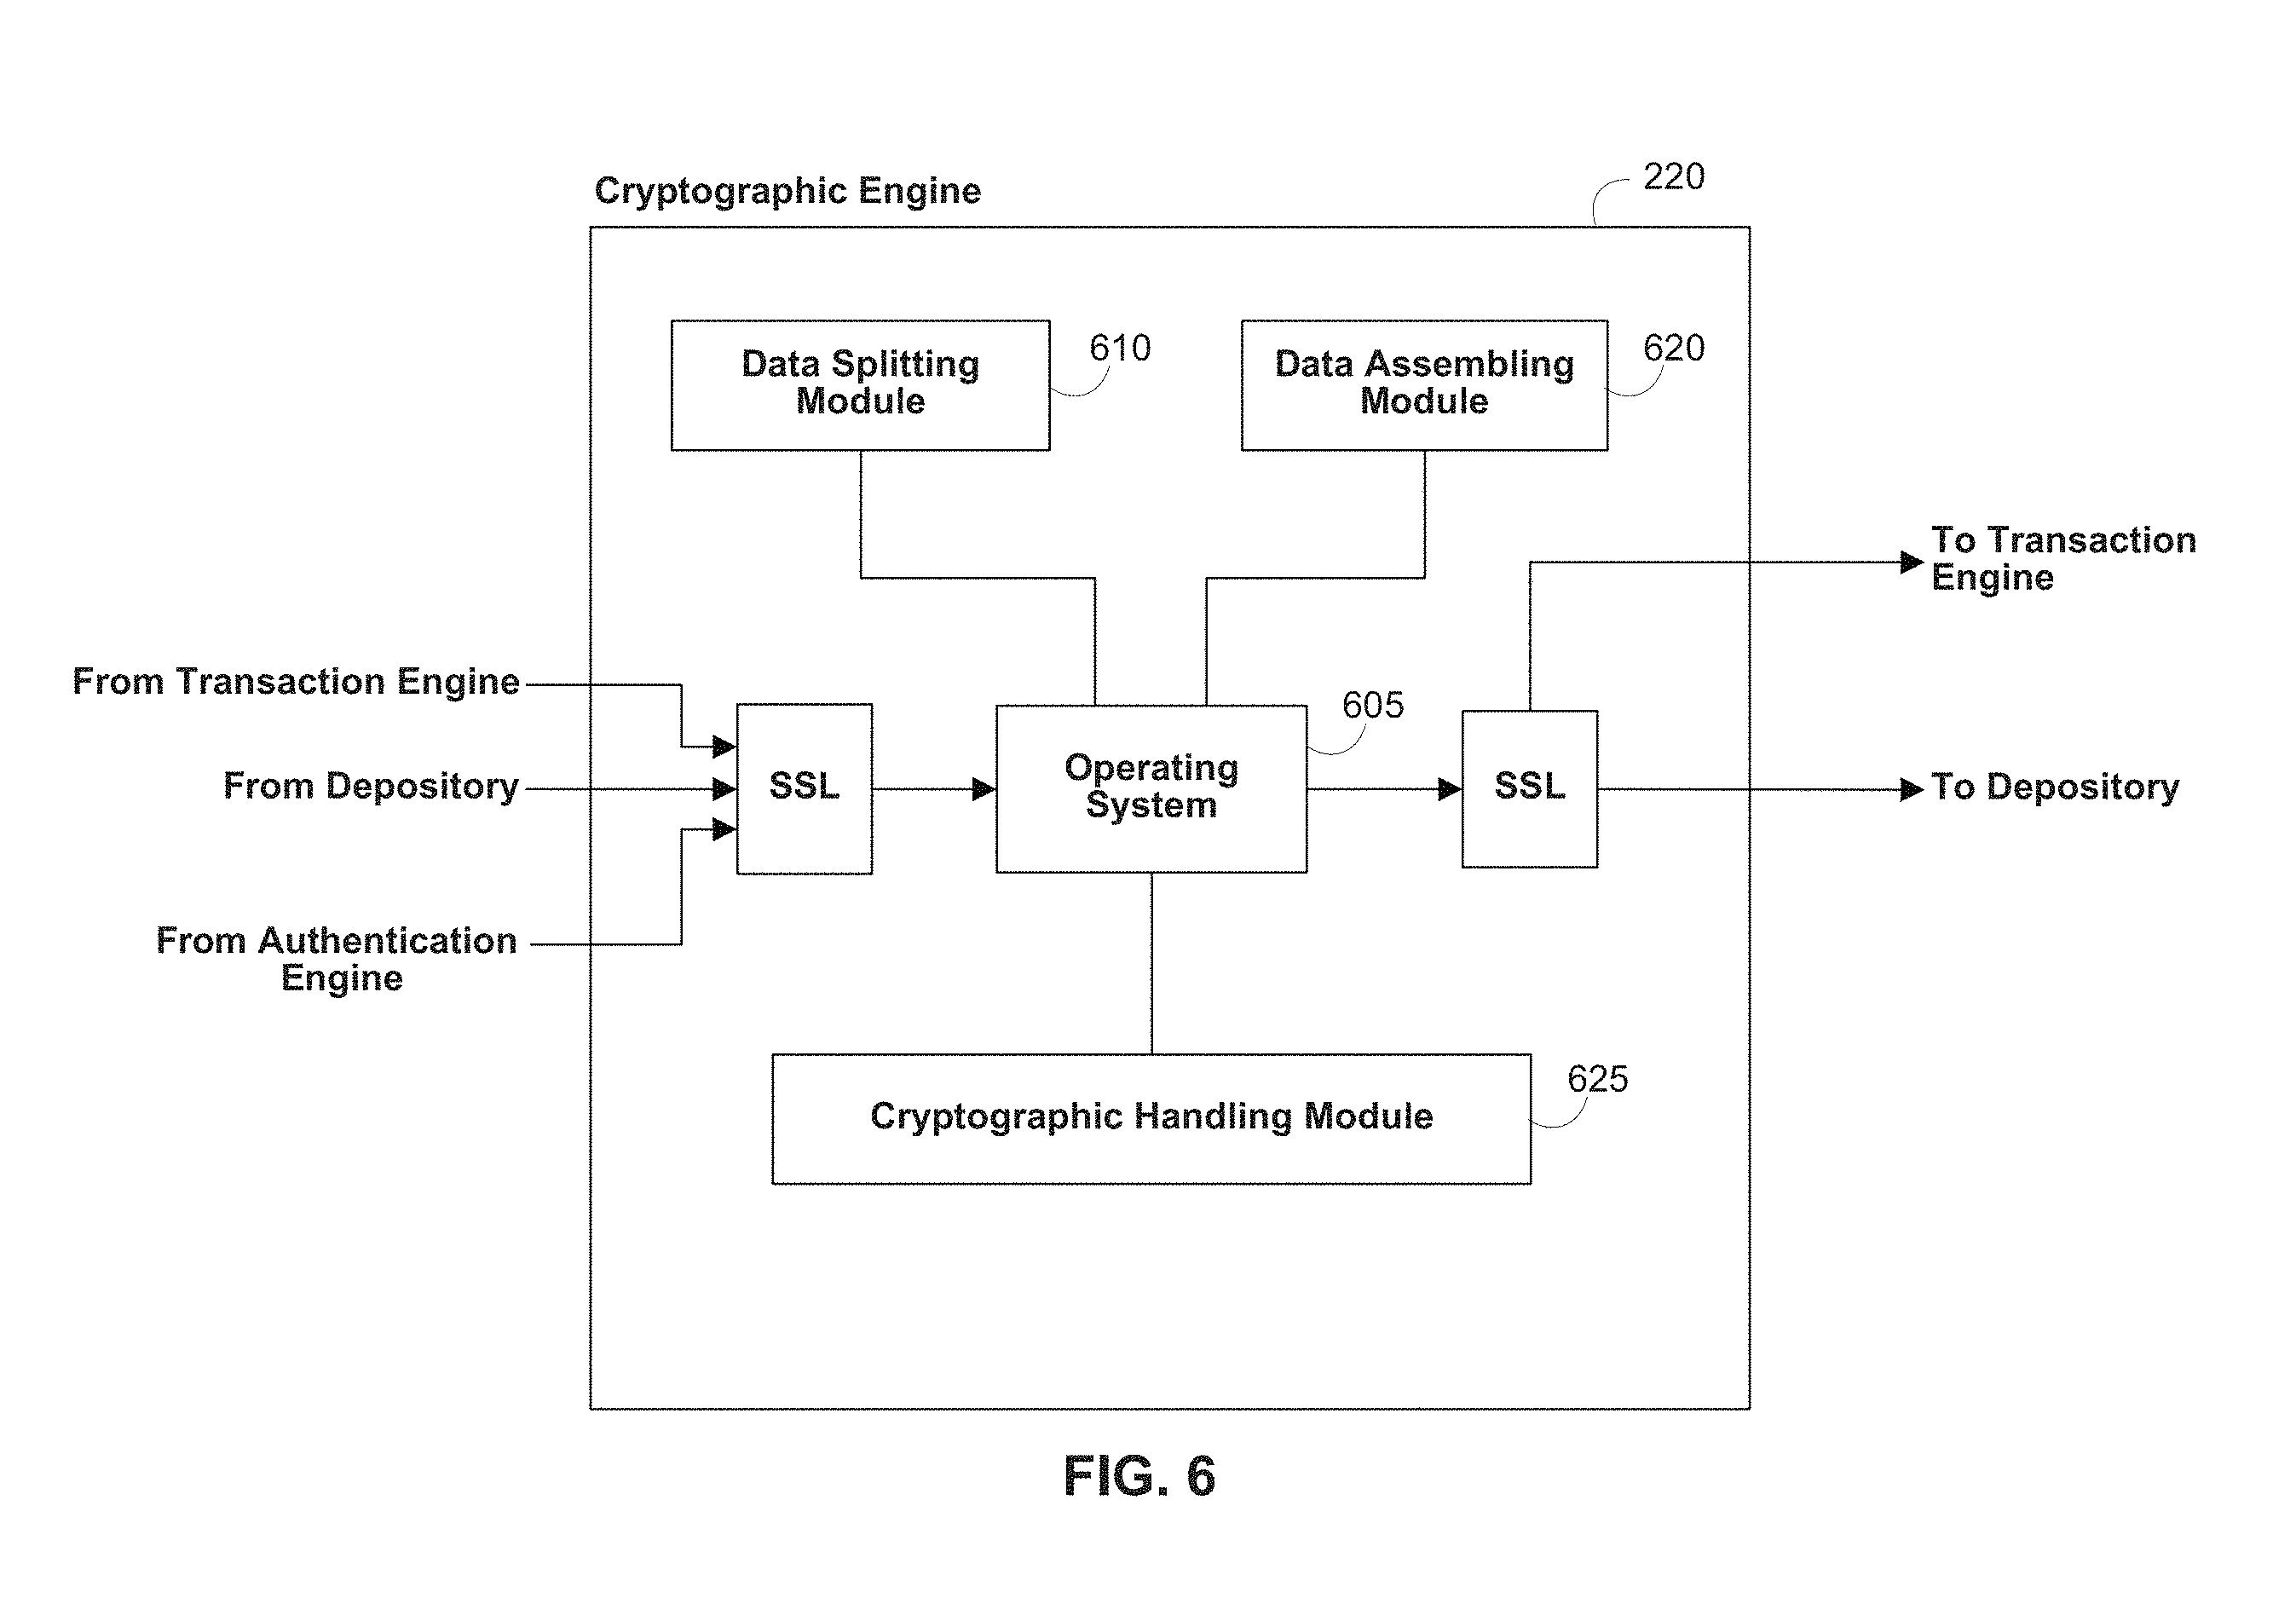 Cryptographic Engine
220
Data Splitting
Module
610
Data Assembling
Module
620
To Transaction
Engine
From Transaction Engine
605
From Depository
SSL
Operating
System
SSL
To Depository
From Authentication
Engine
Cryptographic Handling Module
625
FIG. 6